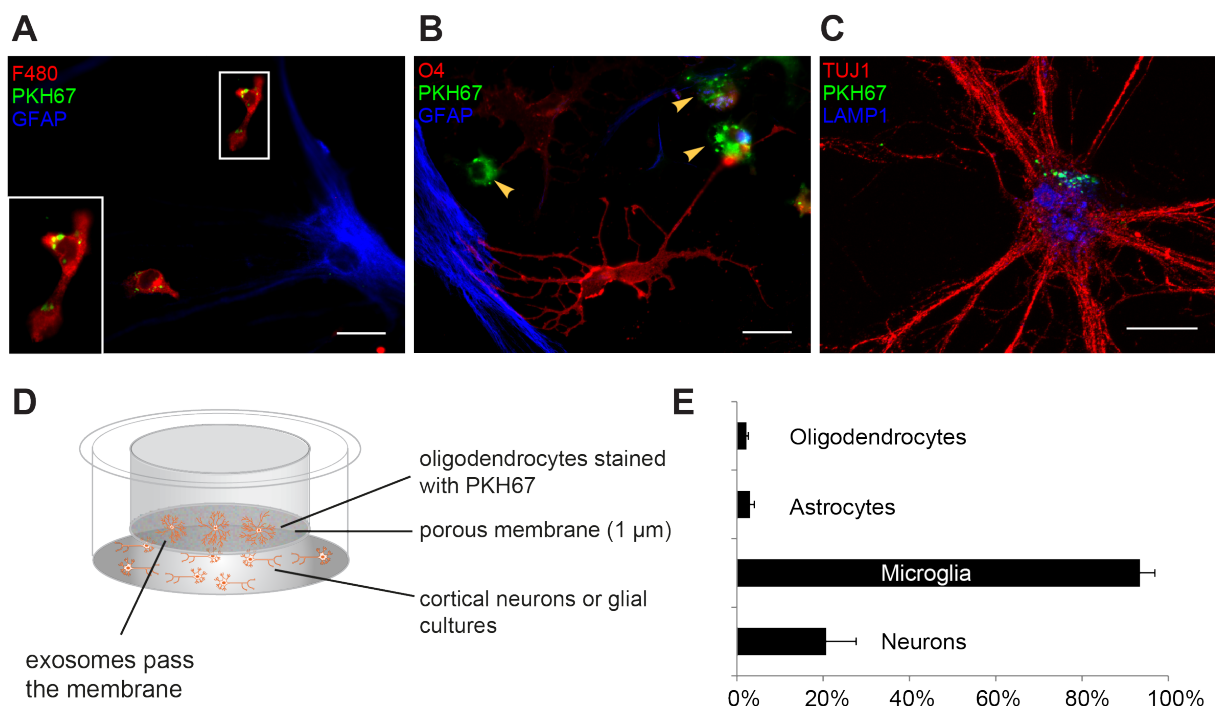 A
F480
PKH67
GFAP
B
O4
PKH67
GFAP
C
TUJ1
PKH67
LAMP1
D
oligodendrocytes stained
with PKH67
porous membrane (1 µm)
cortical neurons or glial
cultures
exosomes pass
the membrane
E
Oligodendrocytes
Astrocytes
Microglia
Neurons
0% 20% 40% 60% 80% 100%